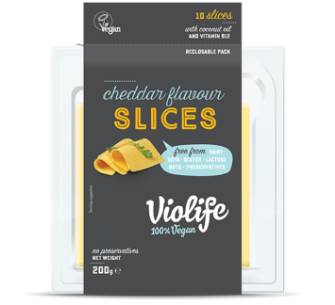 Vegan
10 slices
with coconut oil
AND VITAMIN B12
RECLOSABLE PACK
cheddar flavour
SLICES
free from DAIRY
SOYA · GLUTEN · LACTOSE
NUTS · PRESERVATIVES
Violife
100% Vegan
no preservatives
NET WEIGHT
200g e